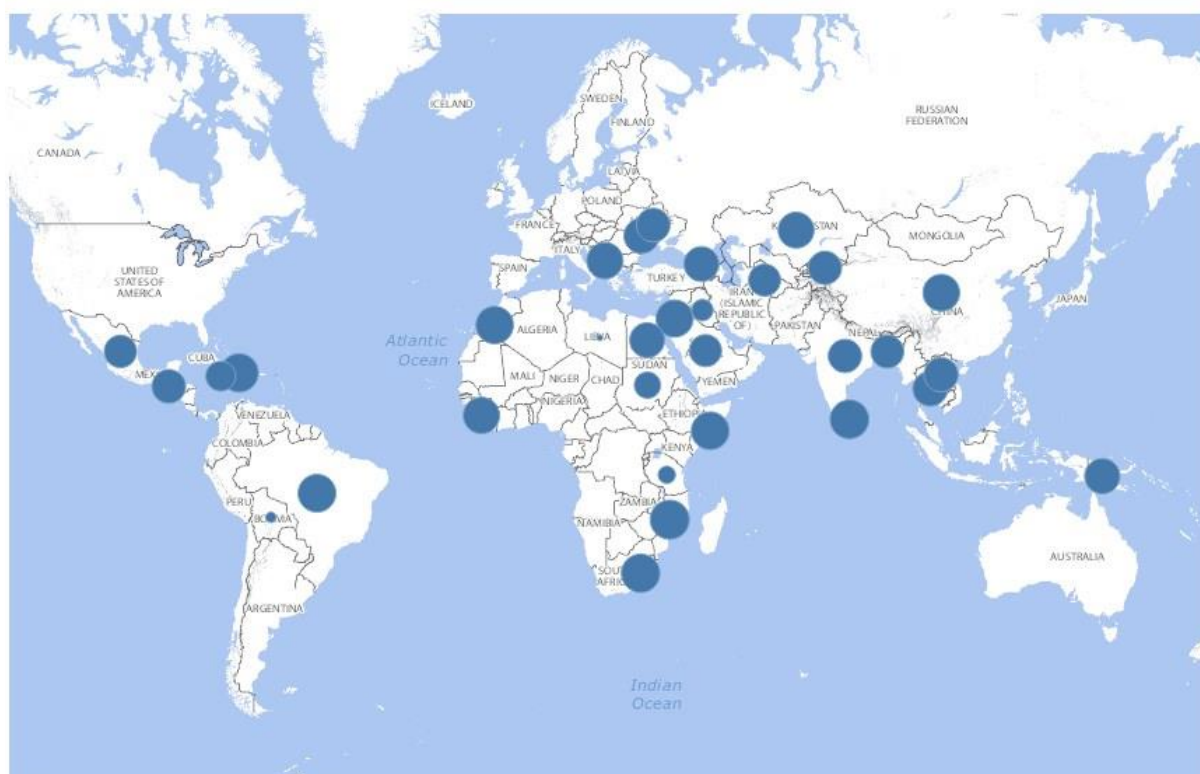 ICELAND
SWEDEN
FINLAND
RUSSIAN
FEDERATION
CANADA
LATVIA
POLAND
FRANCE
ITALY
MONGOLIA
SPAIN
TURKEY
UNITED
STATES OF
AMERICA
IRAN
(ISLAMIC
REPUBLIC
OF)
JAPAN
CHINA
PAKISTAN
NEPAL
ALGERIA
Atlantic
Ocean
CUBA
SUDAN
MALI
NIGER
CHAD
YEMEN
NIGERIA
VENEZUELA
COLOMBIA
KENYA
PERU
ZAMBIA
NAMIBIA
AUSTRALIA
ARGENTINA
Indian
Ocean